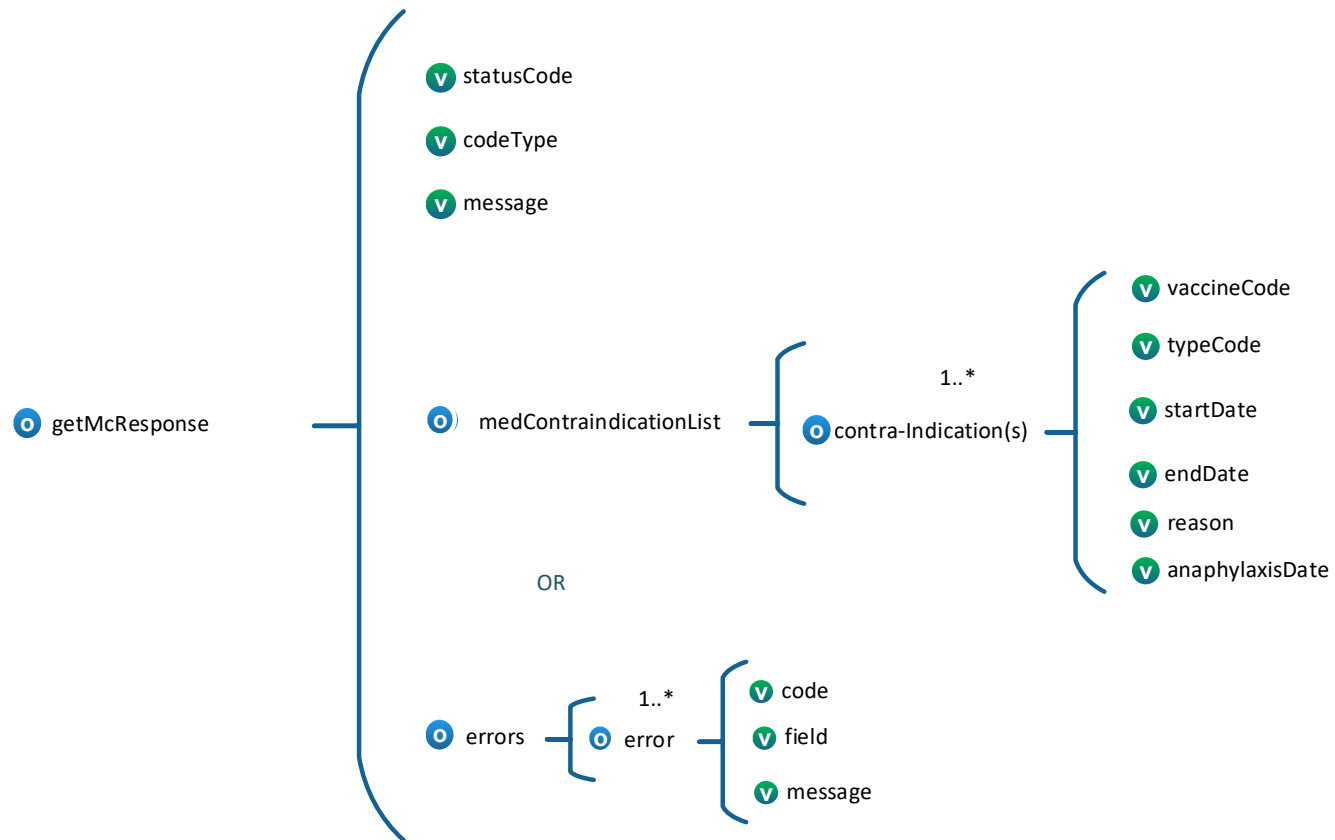 V statusCode
V codeType
V message
V vaccineCode
V typeCode
1..*
O getMcResponse
O) medContraindicationList
O contra-Indication(s)
V startDate
V endDate
V reason
V anaphylaxisDate
OR
1..*
O errors
O error
V code
V field
V message